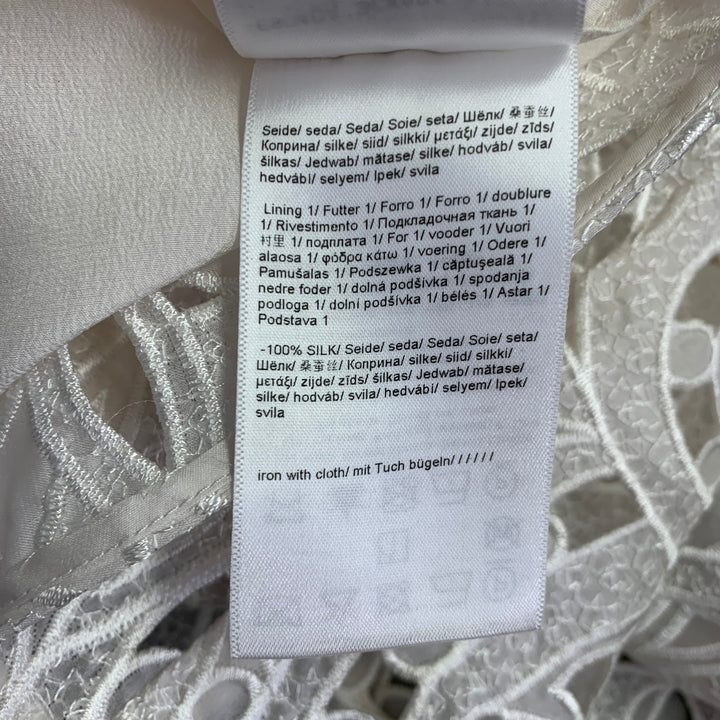 Seide/ seda/ Seda/ Soie/ seta/ Шёлк/ 桑蚕丝/
Коприна/ silke/ siid/ silkki/ μετάξι/ zijde/ zīds/
šilkas/ Jedwab/ mătase/ silke/ hodváb/ svila/
hedvábí/ selyem/ Ipek/ svila
Lining 1/ Futter 1/ Forro 1/ Forro 1/ doublure
1/ Rivestimento 1/ Подкладочная ткань 1/
衬里 1/ подплата 1/ For 1/ vooder 1/ Vuori
alaosa 1/ φόδρα κάτω 1/ voering 1/ Odere 1/
Pamušalas 1/ Podszewka 1/ căptuşeală 1/
nedre foder 1/ dolná podšívka 1/ spodanja
podloga 1/ dolní podšívka 1/ bélés 1/ Astar 1/
Podstava 1
-100% SILK/ Seide/ seda/ Seda/ Soie/ seta/
Шёлк/ 桑蚕丝/ Коприна/ silke/ siid/ silkki/
μετάξι/ zijde/ zīds/ šilkas/ Jedwab/ mătase/
silke/ hodváb/ svila/ hedvábí/ selyem/ Ipek/
svila
iron with cloth/ mit Tuch bügeln/ / / / / /